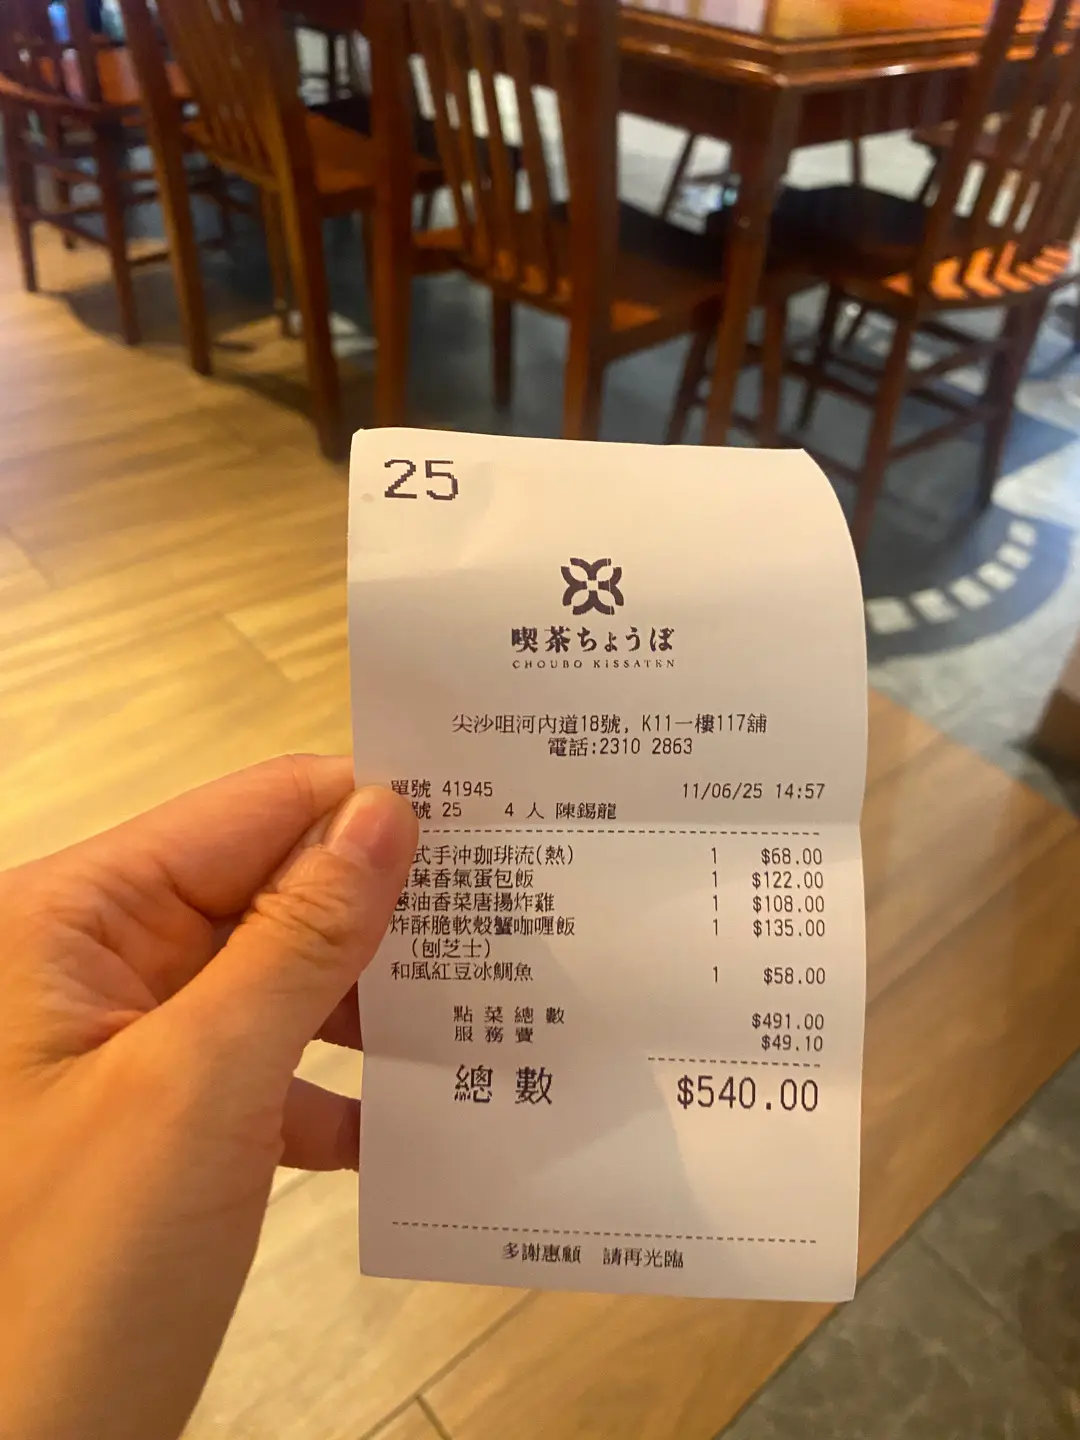 25
喫茶ちょうぼ
CHOUBO KISSATEN
尖沙咀河內道18號, K11一樓117舖
電話:2310 2863
單號 41945 11/06/25 14:57
號 25 4 人 陳錫龍
式手沖珈琲流(熱) 1 $68.00
葉香氣蛋包飯 1 $122.00
蔥油香菜唐揚炸雞 1 $108.00
炸酥脆軟殼蟹咖喱飯 1 $135.00
(刨芝士)
和風紅豆冰鯛魚 1 $58.00
點菜總數 $491.00
服務費 $49.10
總數 $540.00
多謝惠顧 請再光臨